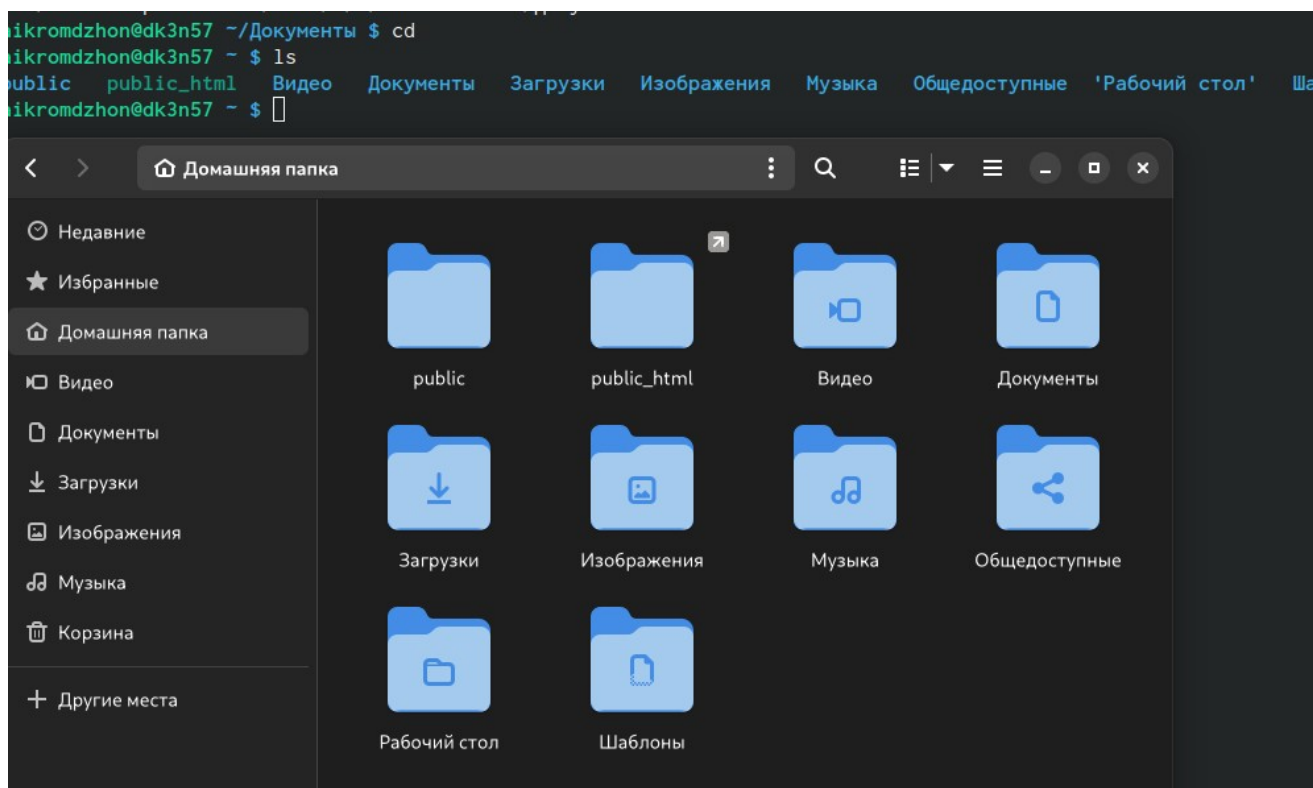 ikromdzhon@dk3n57 ~/Документы $ cd
ikromdzhon@dk3n57 ~ $ ls
public public_html Видео Документы Загрузки Изображения Музыка Общедоступные 'Рабочий стол' Ша
ikromdzhon@dk3n57 ~ $
Домашняя папка
Недавние
Избранные
Домашняя папка
Видео
Документы
Загрузки
Изображения
Музыка
Корзина
Другие места
public public_html Видео Документы
Загрузки Изображения Музыка Общедоступные
Рабочий стол Шаблоны